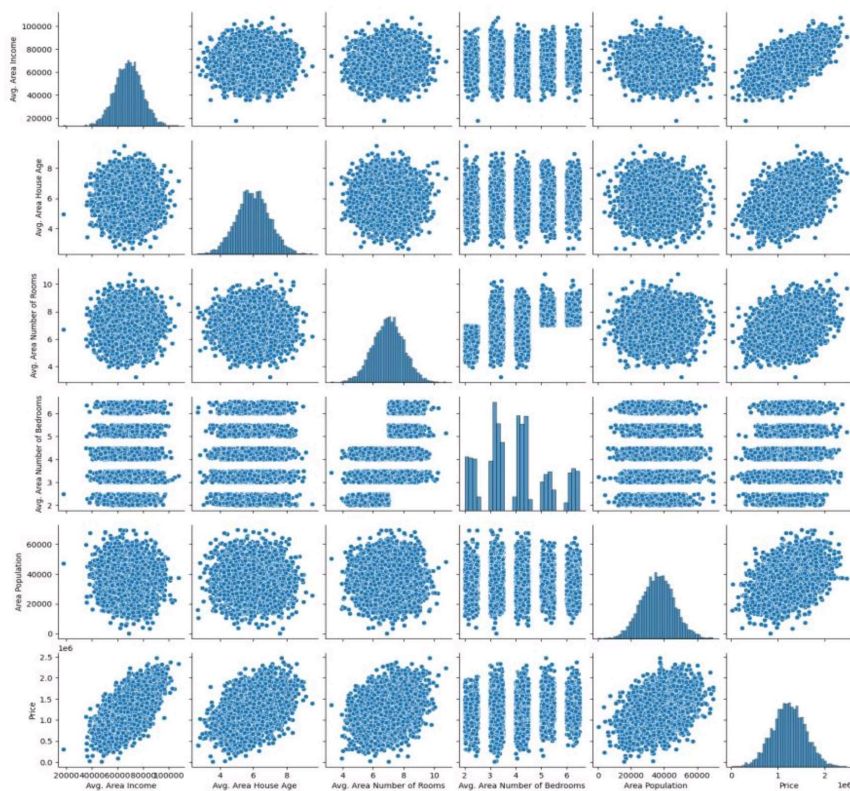 100000
80000
60000
40000
20000
Avg. Area Income
8
6
4
Avg. Area House Age
10
8
6
4
Avg. Area Number of Rooms
6
5
4
3
2
Avg. Area Number of Bedrooms
60000
40000
20000
0
Area Population
1e6
2.5
2.0
1.5
1.0
0.5
0.0
Price
20000 40000 60000 80000 100000
Avg. Area Income
4 6 8
Avg. Area House Age
4 6 8 10
Avg. Area Number of Rooms
2 3 4 5 6
Avg. Area Number of Bedrooms
0 20000 40000 60000
Area Population
0 1 2
1e6
Price